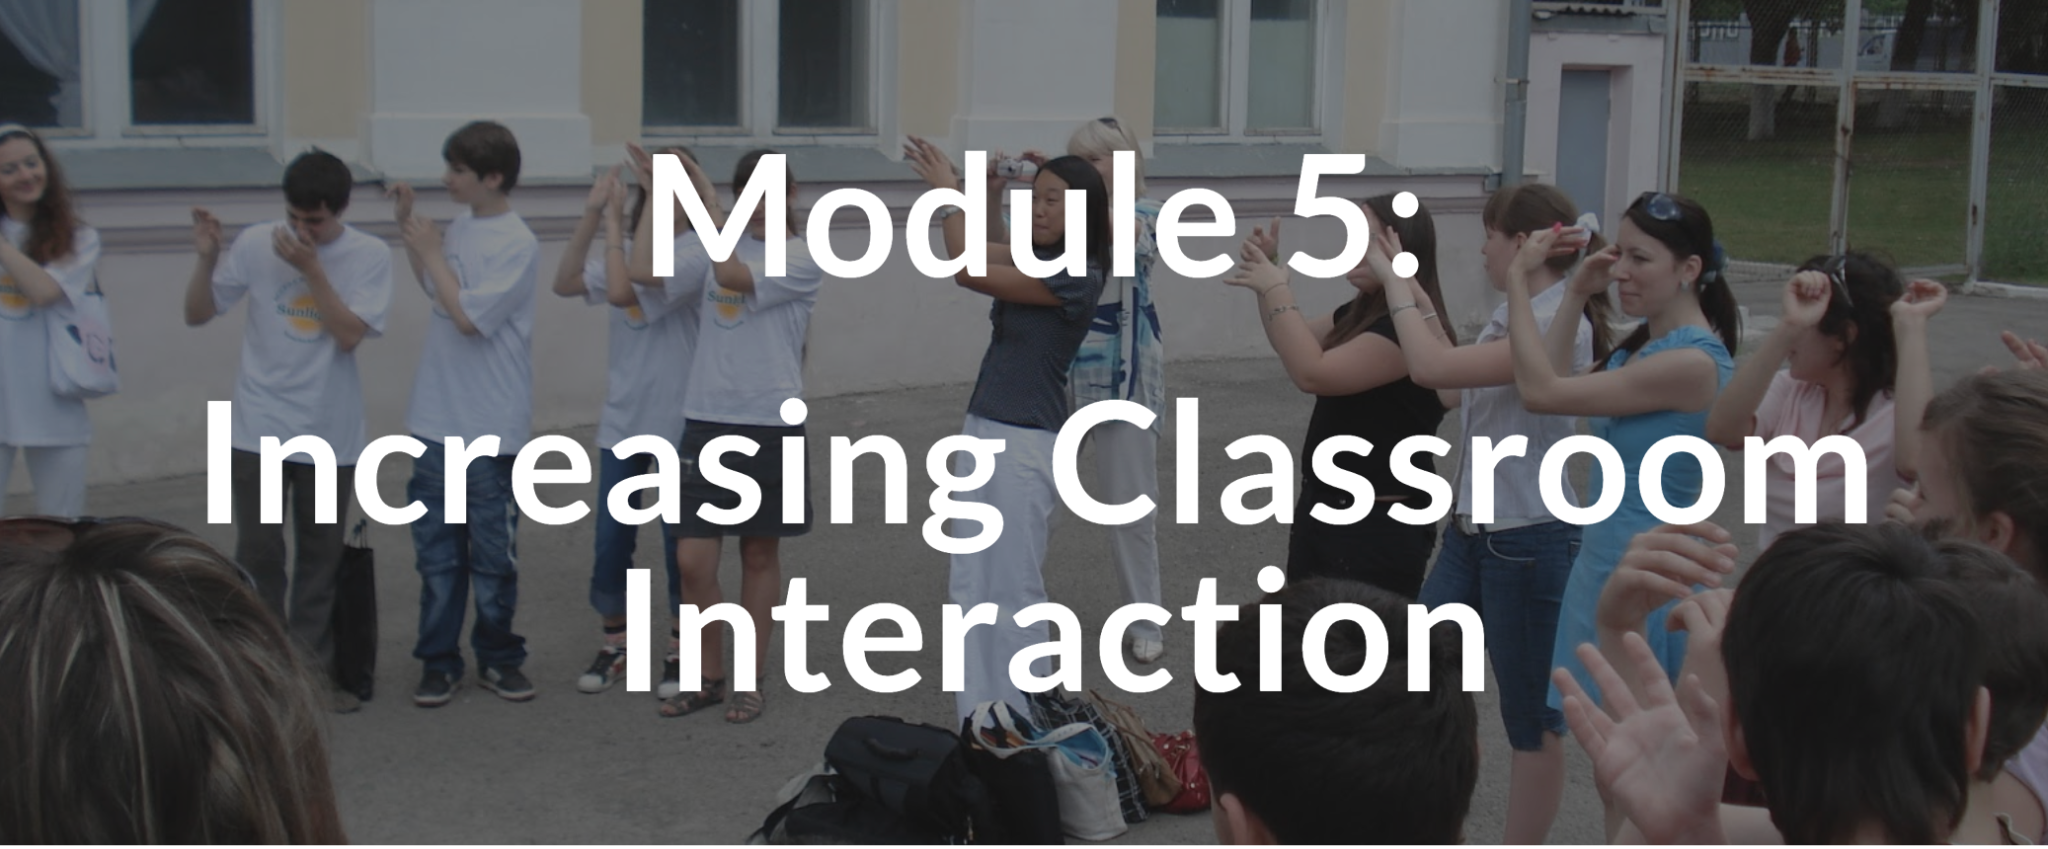 Module 5:
Increasing Classroom
Interaction